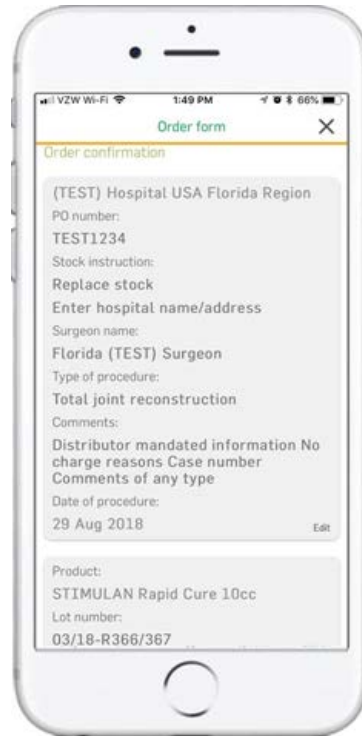 VZW Wi-Fi 1:49 PM 66%
Order form
Order confirmation
(TEST) Hospital USA Florida Region
PO number:
TEST1234
Stock instruction:
Replace stock
Enter hospital name/address
Surgeon name:
Florida (TEST) Surgeon
Type of procedure:
Total joint reconstruction
Comments:
Distributor mandated information No
charge reasons Case number
Comments of any type
Date of procedure:
29 Aug 2018
Edit
Product:
STIMULAN Rapid Cure 10cc
Lot number:
03/18-R366/367